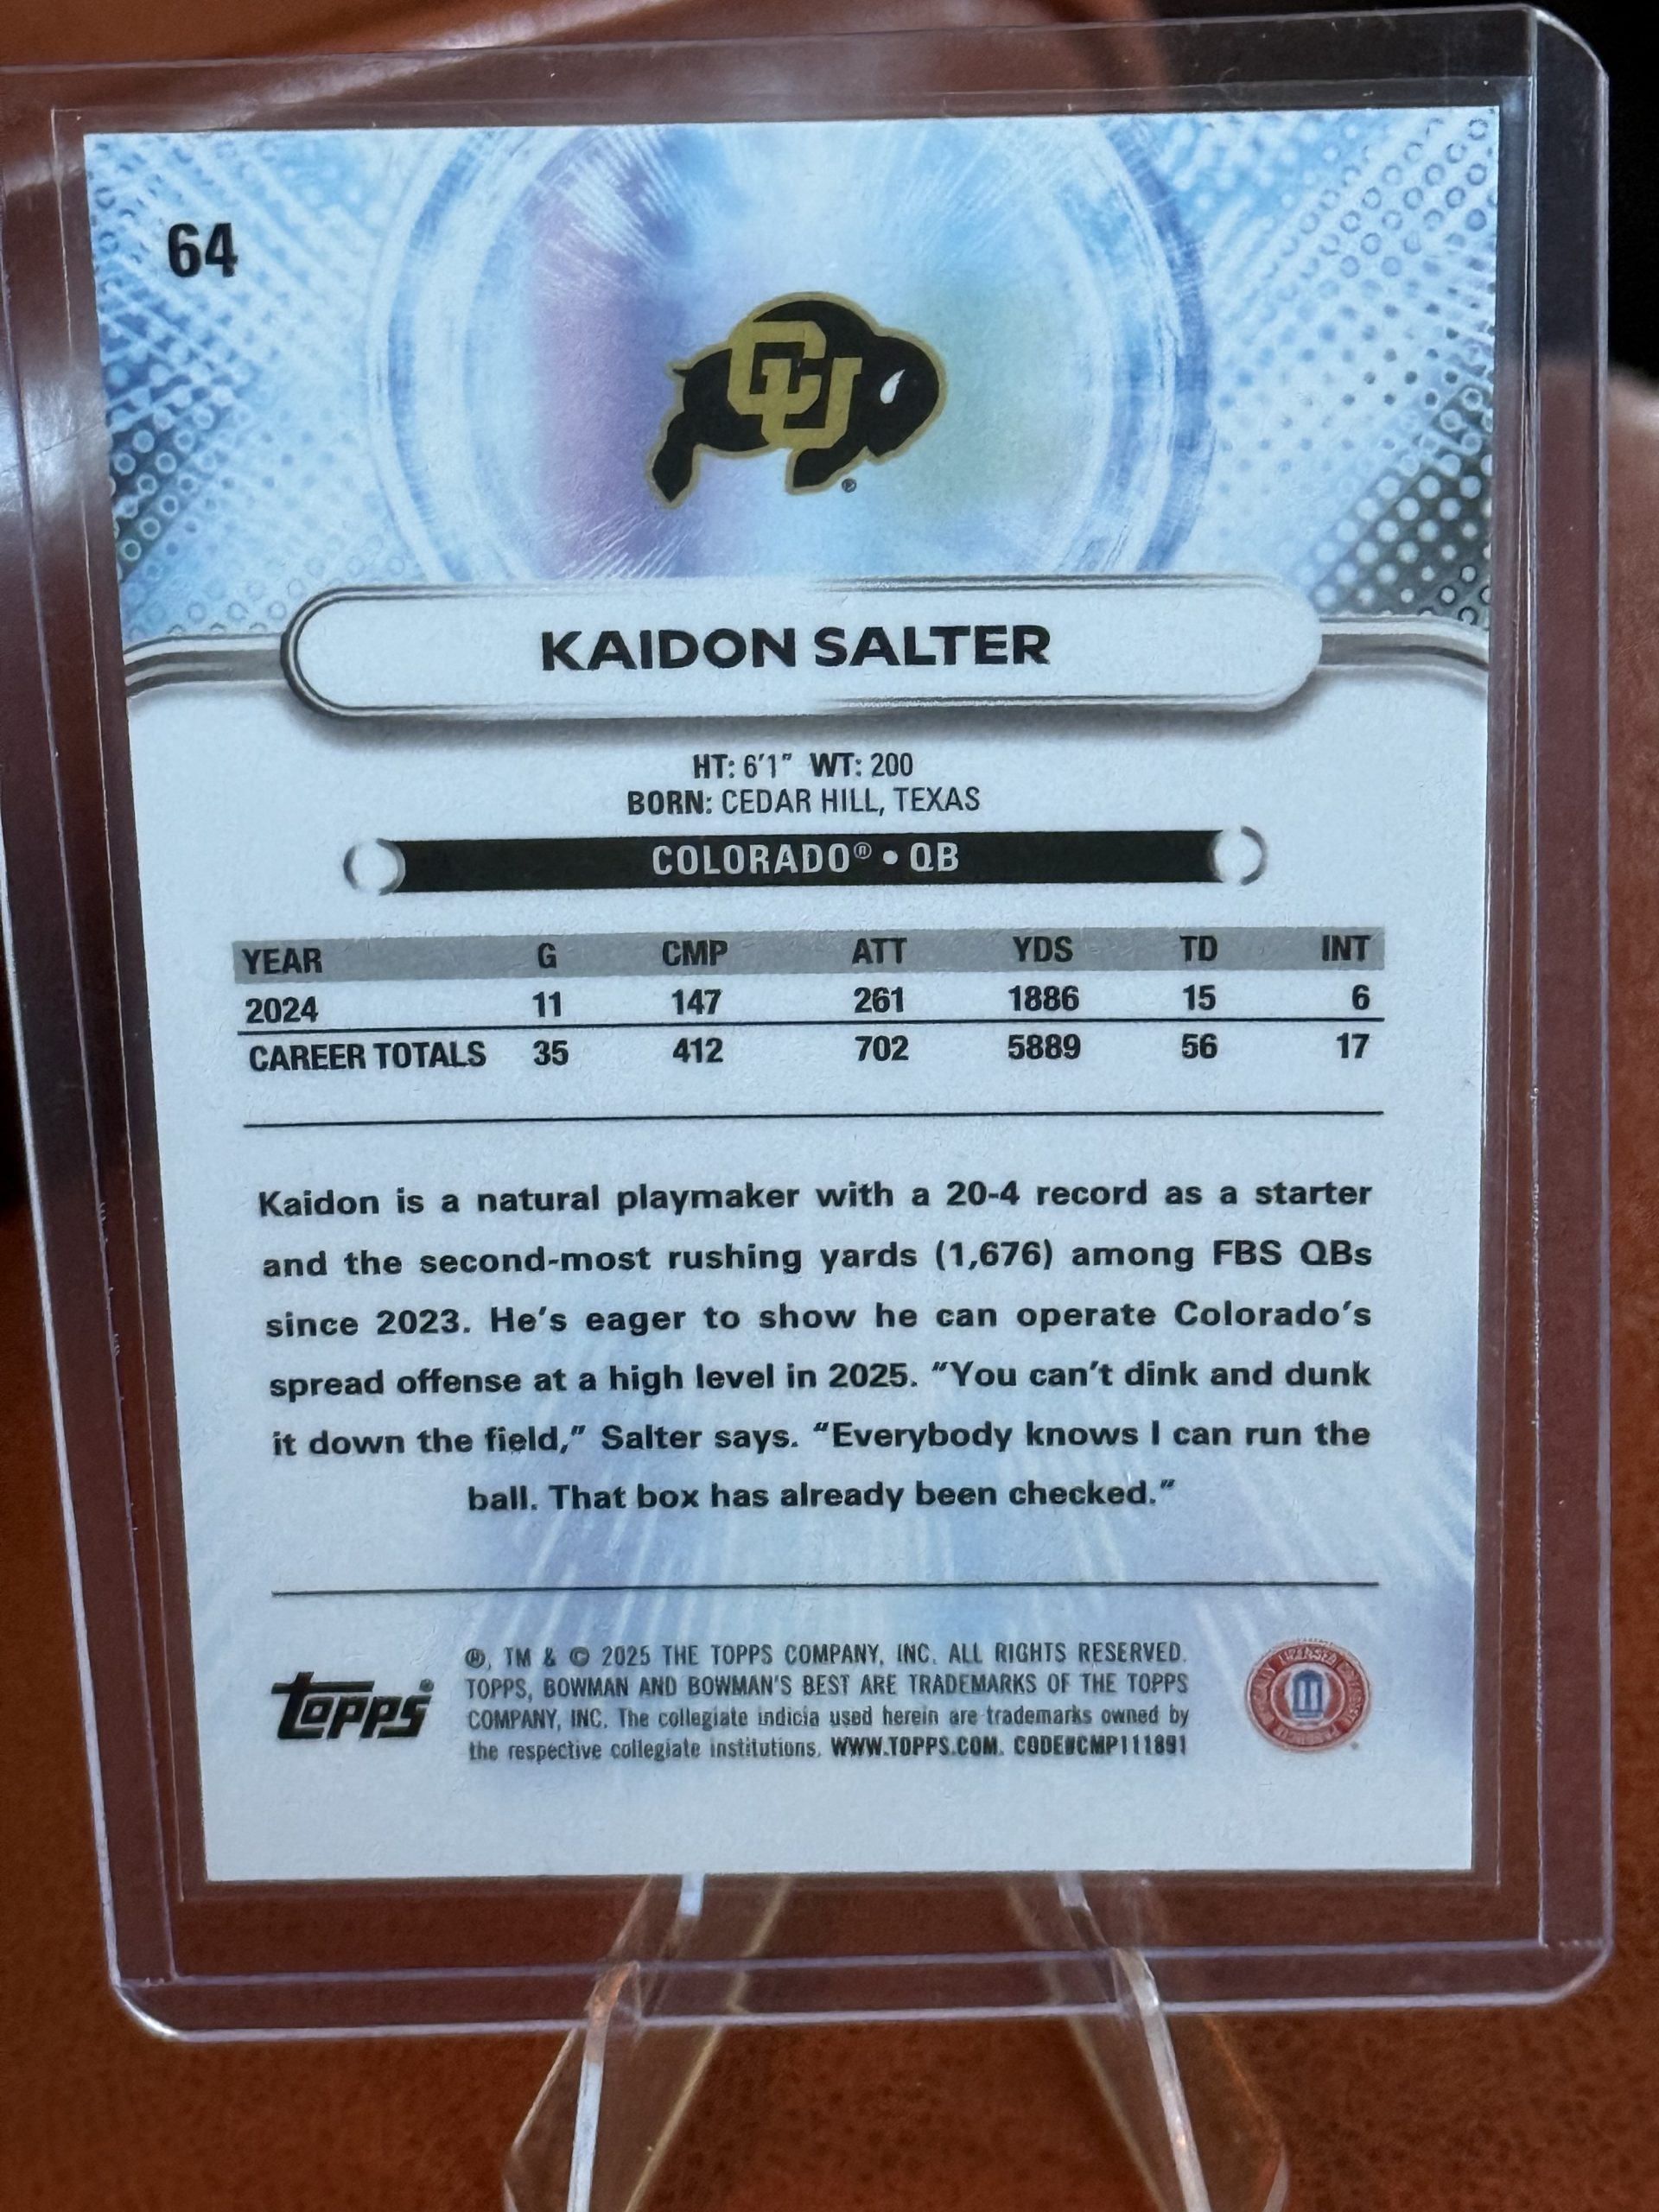 64
CU
®
KAIDON SALTER
HT: 6'1" WT: 200
BORN: CEDAR HILL, TEXAS
COLORADO® • QB
YEAR G CMP ATT YDS TD INT
2024 11 147 261 1886 15 6
CAREER TOTALS 35 412 702 5889 56 17
Kaidon is a natural playmaker with a 20-4 record as a starter
and the second-most rushing yards (1,676) among FBS QBs
since 2023. He's eager to show he can operate Colorado's
spread offense at a high level in 2025. "You can't dink and dunk
it down the field," Salter says. "Everybody knows I can run the
ball. That box has already been checked."
topps®
®, TM & © 2025 THE TOPPS COMPANY, INC. ALL RIGHTS RESERVED.
TOPPS, BOWMAN AND BOWMAN'S BEST ARE TRADEMARKS OF THE TOPPS
COMPANY, INC. The collegiate indicia used herein are trademarks owned by
the respective collegiate institutions. WWW.TOPPS.COM. CODE#CMP111891